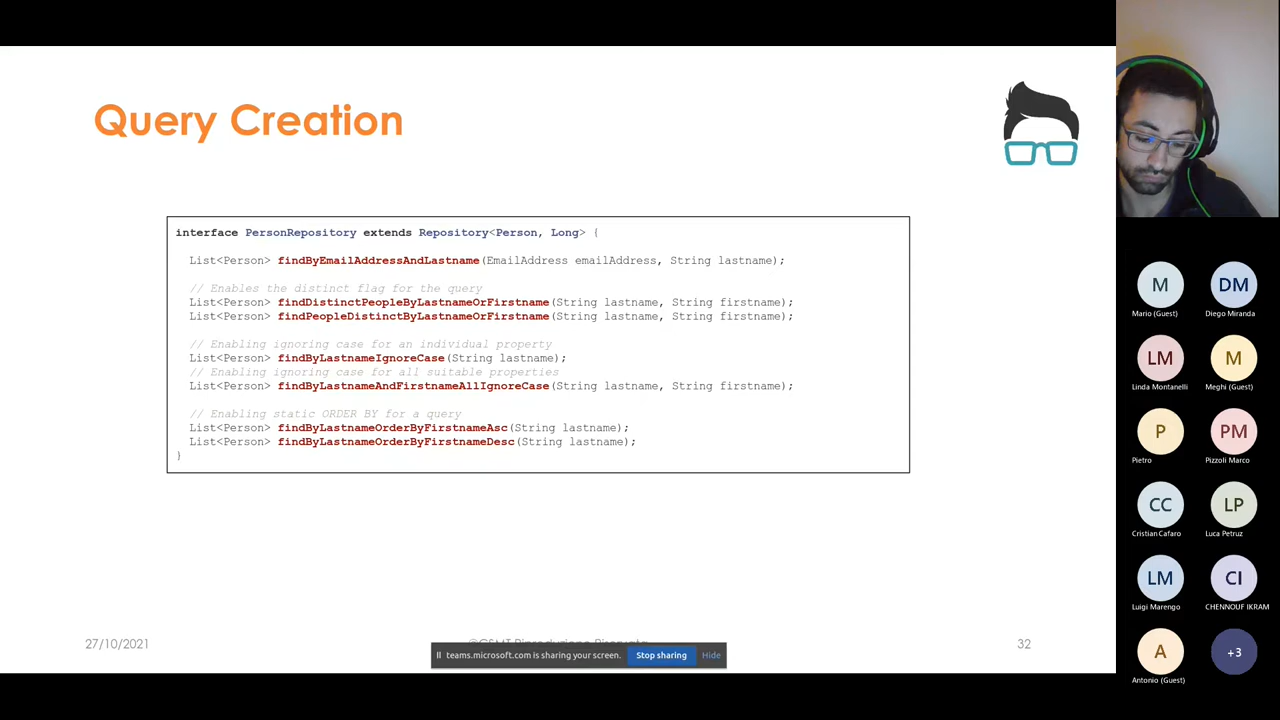 Query Creation
interface PersonRepository extends Repository<Person, Long> {
List<Person> findByEmailAddressAndLastname(EmailAddress emailAddress, String lastname);
// Enables the distinct flag for the query
List<Person> findDistinctPeopleByLastnameOrFirstname(String lastname, String firstname);
List<Person> findPeopleDistinctByLastnameOrFirstname(String lastname, String firstname);
// Enabling ignoring case for an individual property
List<Person> findByLastnameIgnoreCase(String lastname);
// Enabling ignoring case for all suitable properties
List<Person> findByLastnameAndFirstnameAllIgnoreCase(String lastname, String firstname);
// Enabling static ORDER BY for a query
List<Person> findByLastnameOrderByFirstnameAsc(String lastname);
List<Person> findByLastnameOrderByFirstnameDesc(String lastname);
}
27/10/2021
32
teams.microsoft.com is sharing your screen. Stop sharing Hide
M DM
Mario (Guest) Diego Miranda
LM M
Linda Montanelli Meghi (Guest)
P PM
Pietro Pizzoli Marco
CC LP
Cristian Cafaro Luca Petruz
LM CI
Luigi Marengo CHENNOUF IKRAM
A +3
Antonio (Guest)